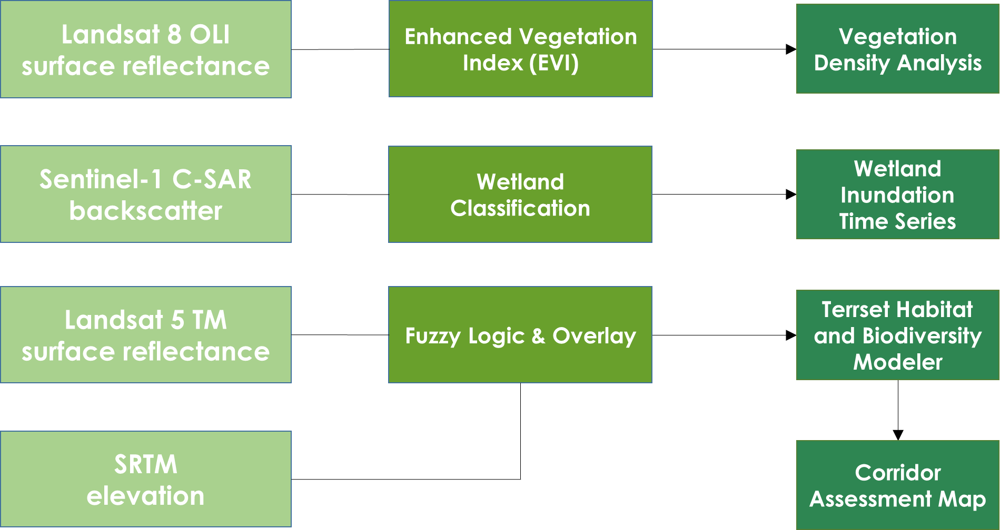 Landsat 8 OLI
surface reflectance
Enhanced Vegetation
Index (EVI)
Vegetation
Density Analysis
Sentinel-1 C-SAR
backscatter
Wetland
Classification
Wetland
Inundation
Time Series
Landsat 5 TM
surface reflectance
Fuzzy Logic & Overlay
Terrset Habitat
and Biodiversity
Modeler
SRTM
elevation
Corridor
Assessment Map